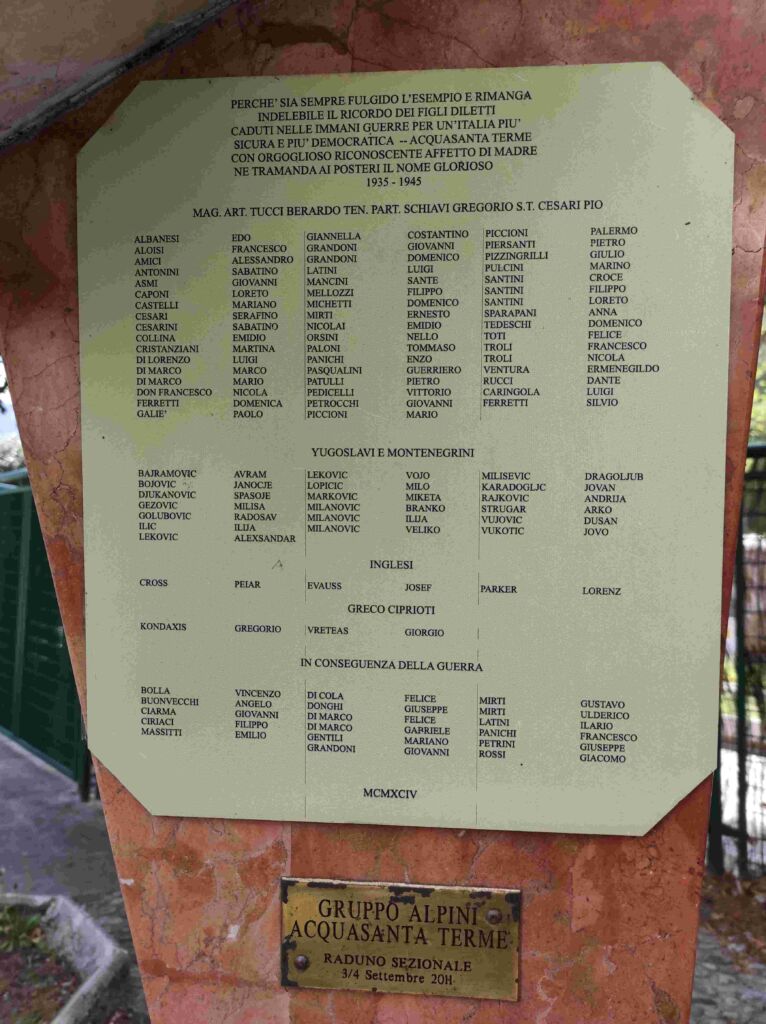 PERCHE' SIA SEMPRE FULGIDO L'ESEMPIO E RIMANGA
INDELEBILE IL RICORDO DEI FIGLI DILETTI
CADUTI NELLE IMMANI GUERRE PER UN'ITALIA PIU'
SICURA E PIU' DEMOCRATICA -- ACQUASANTA TERME
CON ORGOGLIOSO RICONOSCENTE AFFETTO DI MADRE
NE TRAMANDA AI POSTERI IL NOME GLORIOSO
1935 - 1945
MAG. ART. TUCCI BERARDO TEN. PART. SCHIAVI GREGORIO S.T. CESARI PIO
ALBANESI EDO GIANNELLA COSTANTINO PICCIONI PALERMO
ALOISI FRANCESCO GRANDONI GIOVANNI PIERSANTI PIETRO
AMICI ALESSANDRO GRANDONI DOMENICO PIZZINGRILLI GIULIO
ANTONINI SABATINO LATINI LUIGI PULCINI MARINO
ASMI GIOVANNI MANCINI SANTE SANTINI CROCE
CAPONI LORETO MELLOZZI FILIPPO SANTINI FILIPPO
CASTELLI MARIANO MICHETTI DOMENICO SANTINI LORETO
CESARI SERAFINO MIRTI ERNESTO SPARAPANI ANNA
CESARINI SABATINO NICOLAI EMIDIO TEDESCHI DOMENICO
COLLINA EMIDIO ORSINI NELLO TOTI FELICE
CRISTANZIANI MARTINA PALONI TOMMASO TROLI FRANCESCO
DI LORENZO LUIGI PANICHI ENZO TROLI NICOLA
DI MARCO MARCO PASQUALINI GUERRIERO VENTURA ERMENEGILDO
DI MARCO MARIO PATULLI PIETRO RUCCI DANTE
DON FRANCESCO NICOLA PEDICELLI VITTORIO CARINGOLA LUIGI
FERRETTI DOMENICA PETROCCHI GIOVANNI FERRETTI SILVIO
GALIE' PAOLO PICCIONI MARIO
YUGOSLAVI E MONTENEGRINI
BAJRAMOVIC AVRAM LEKOVIC VOJO MILISEVIC DRAGOLJUB
BOJOVIC JANOCJE LOPICIC MILO KARADOGLJC JOVAN
DJUKANOVIC SPASOJE MARKOVIC MIKETA RAJKOVIC ANDRIJA
GEZOVIC MILISA MILANOVIC BRANKO STRUGAR ARKO
GOLUBOVIC RADOSAV MILANOVIC ILIJA VUJOVIC DUSAN
ILIC ILIJA MILANOVIC VELIKO VUKOTIC JOVO
LEKOVIC ALEXSANDAR
INGLESI
CROSS PEIAR EVAUSS JOSEF PARKER LORENZ
GRECO CIPRIOTI
KONDAXIS GREGORIO VRETEAS GIORGIO
IN CONSEGUENZA DELLA GUERRA
BOLLA VINCENZO DI COLA FELICE MIRTI GUSTAVO
BUONVECCHI ANGELO DONGHI GIUSEPPE MIRTI ULDERICO
CIARMA GIOVANNI DI MARCO FELICE LATINI ILARIO
CIRIACI FILIPPO DI MARCO GABRIELE PANICHI FRANCESCO
MASSITTI EMILIO GENTILI MARIANO PETRINI GIUSEPPE
GRANDONI GIOVANNI ROSSI GIACOMO
MCMXCIV
GRUPPO ALPINI
ACQUASANTA TERME
RADUNO SEZIONALE
3/4 Settembre 2011